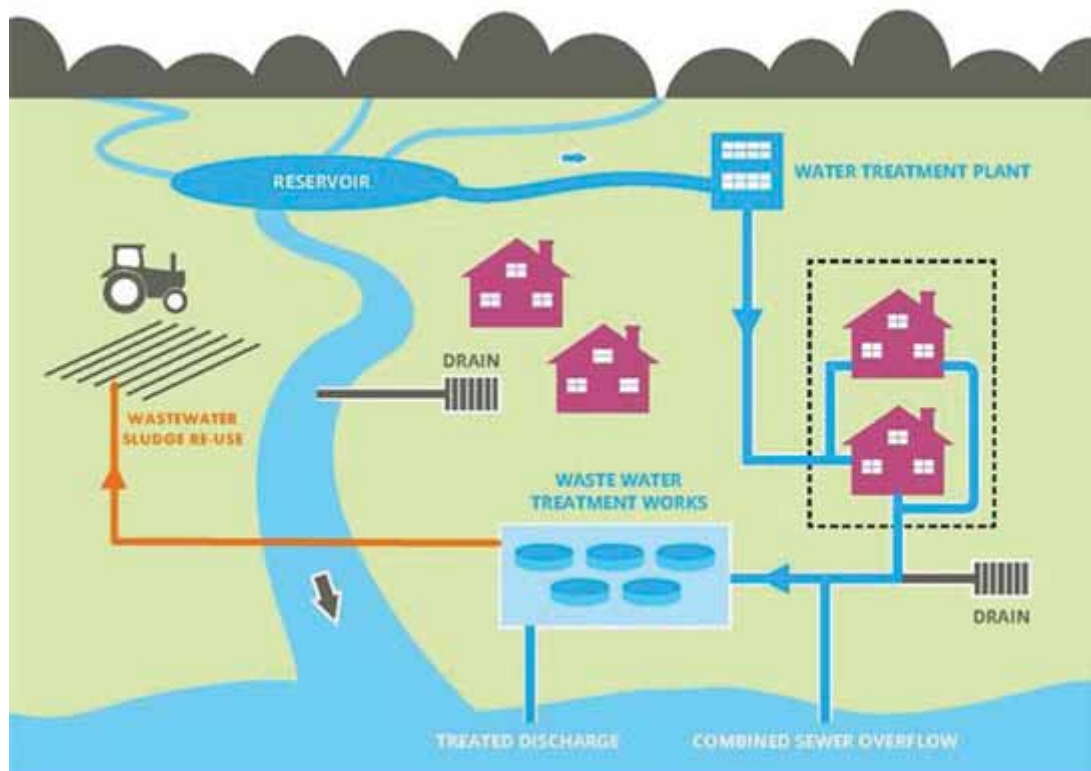 RESERVOIR
WATER TREATMENT PLANT
DRAIN
WASTEWATER
SLUDGE RE-USE
WASTE WATER
TREATMENT WORKS
DRAIN
TREATED DISCHARGE
COMBINED SEWER OVERFLOW